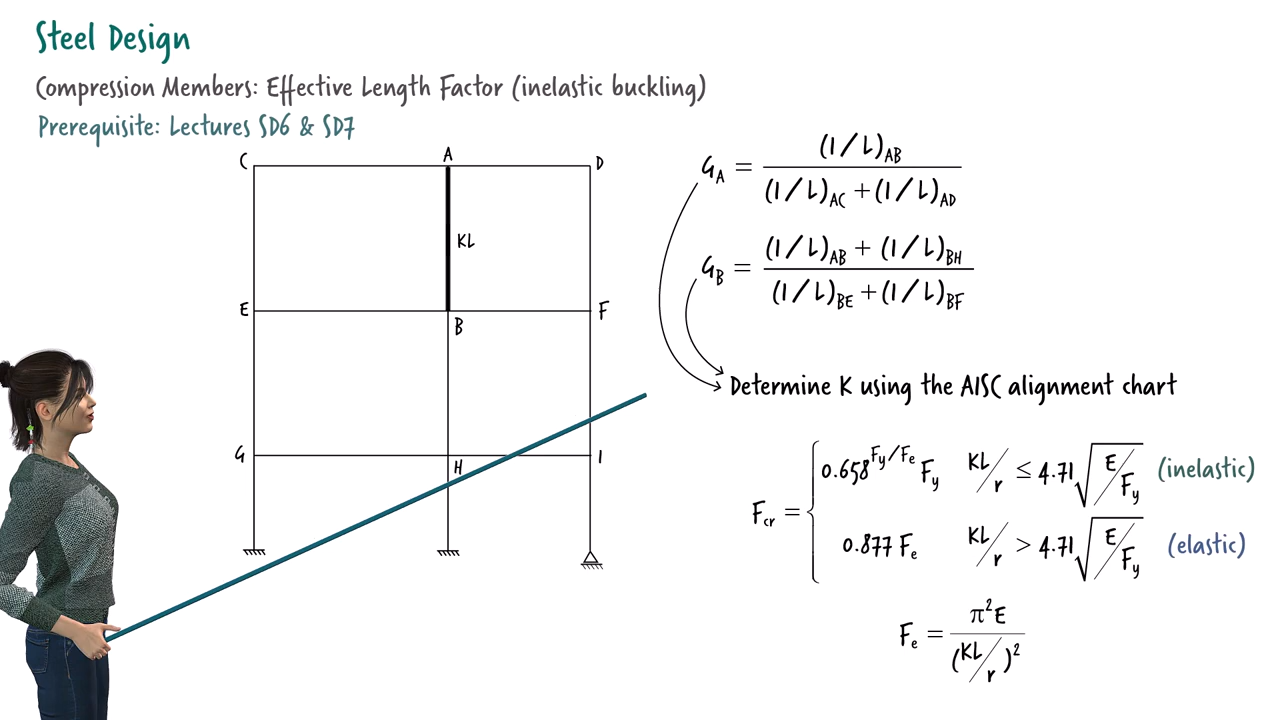 Steel Design
Compression Members: Effective Length Factor (inelastic buckling)
Prerequisite: Lectures SD6 & SD7
C A D
KL
E B F
G H I
G_A = (I/L)_AB / ((I/L)_AC + (I/L)_AD)
G_B = ((I/L)_AB + (I/L)_BH) / ((I/L)_BE + (I/L)_BF)
Determine K using the AISC alignment chart
F_cr = { 0.658^(F_y/F_e) F_y KL/r ≤ 4.71 √(E/F_y) (inelastic)
0.877 F_e KL/r > 4.71 √(E/F_y) (elastic)
F_e = π²E / (KL/r)²